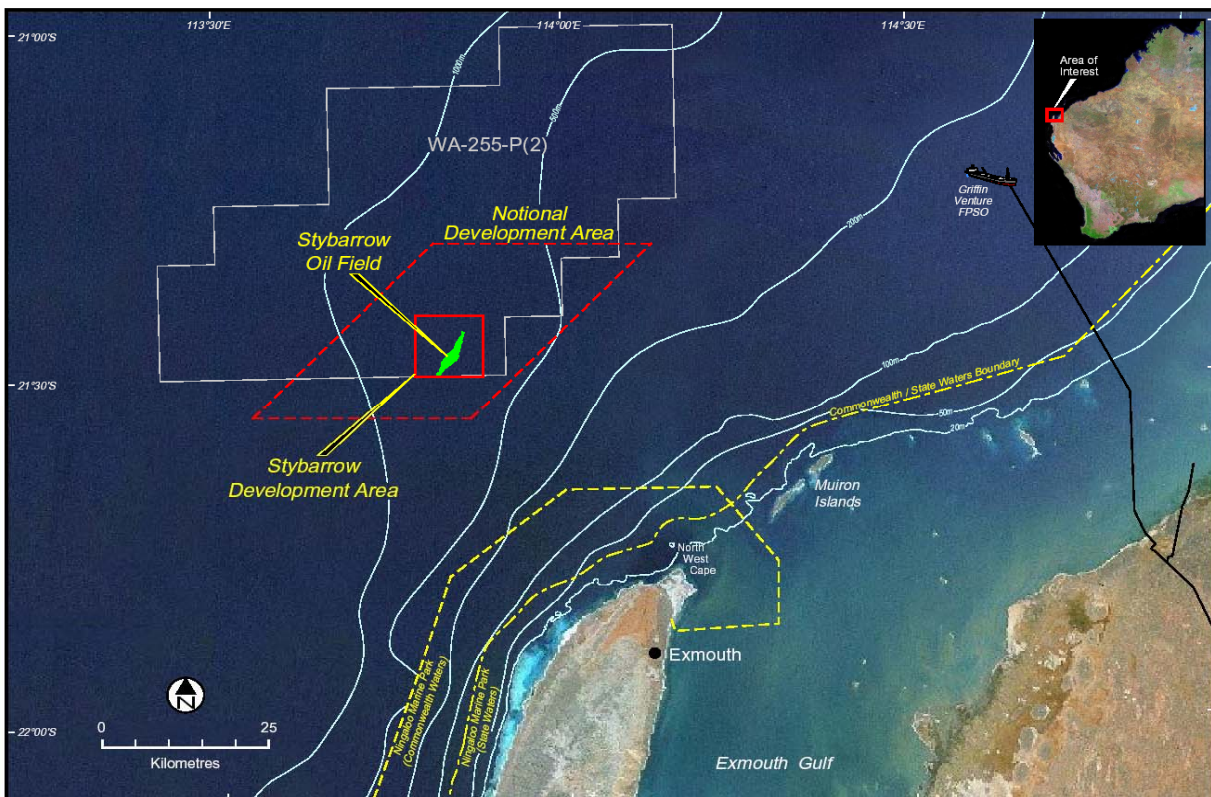 113°30'E
114°00'E
114°30'E
21°00'S
21°30'S
22°00'S
1000m
500m
200m
100m
50m
20m
WA-255-P(2)
Notional
Development Area
Stybarrow
Oil Field
Stybarrow
Development Area
Griffin
Venture
FPSO
Area of
Interest
Commonwealth / State Waters Boundary
Muiron
Islands
North
West
Cape
Exmouth
Ningaloo Marine Park
(Commonwealth Waters)
Ningaloo Marine Park
(State Waters)
Exmouth Gulf
N
0
25
Kilometres